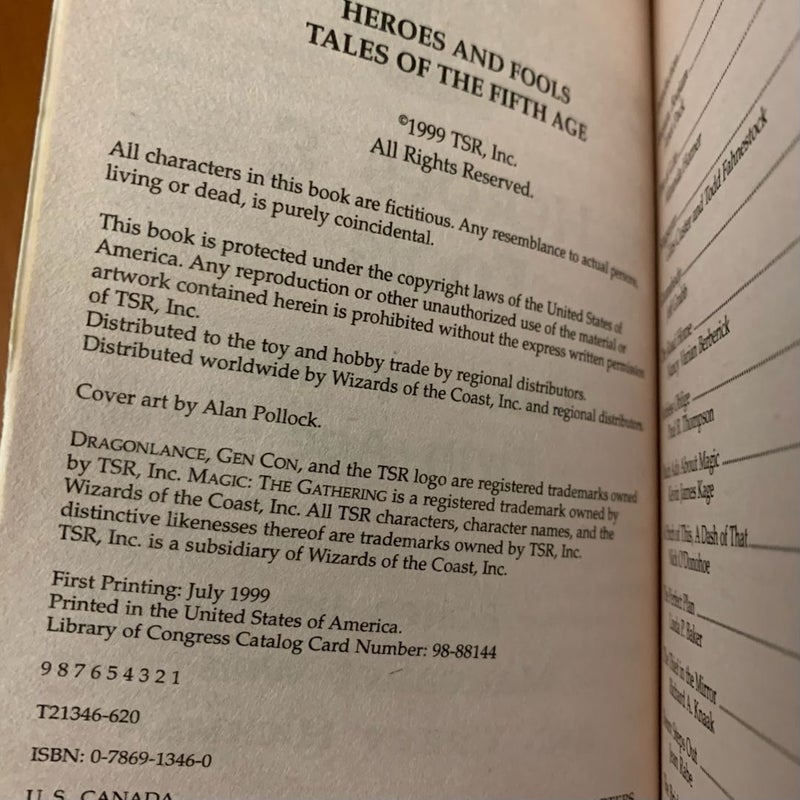 HEROES AND FOOLS
TALES OF THE FIFTH AGE
©1999 TSR, Inc.
All Rights Reserved.
All characters in this book are fictitious. Any resemblance to actual persons,
living or dead, is purely coincidental.
This book is protected under the copyright laws of the United States of
America. Any reproduction or other unauthorized use of the material or
artwork contained herein is prohibited without the express written permission
of TSR, Inc.
Distributed to the toy and hobby trade by regional distributors.
Distributed worldwide by Wizards of the Coast, Inc. and regional distributors.
Cover art by Alan Pollock.
DRAGONLANCE, GEN CON, and the TSR logo are registered trademarks owned
by TSR, Inc. MAGIC: THE GATHERING is a registered trademark owned by
Wizards of the Coast, Inc. All TSR characters, character names, and the
distinctive likenesses thereof are trademarks owned by TSR, Inc.
TSR, Inc. is a subsidiary of Wizards of the Coast, Inc.
First Printing: July 1999
Printed in the United States of America.
Library of Congress Catalog Card Number: 98-88144
9 8 7 6 5 4 3 2 1
T21346-620
ISBN: 0-7869-1346-0
U.S., CANADA,
and Todd Fahnestock
Nancy Varian Berberick
Paul B. Thompson
About Magic
Kevin James Kage
of This, A Dash of That
Nick O'Donohoe
Perfect Plan
Linda P. Baker
in the Mirror
Richard A. Knaak
Steps Out
Jean Rabe